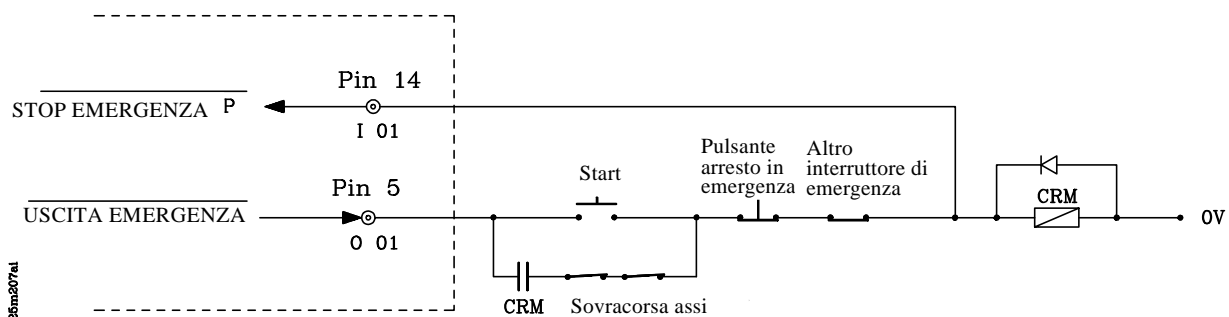 Pin 14
STOP EMERGENZA P
I 01
Pulsante
arresto in
emergenza
Altro
interruttore di
emergenza
Start
Pin 5
USCITA EMERGENZA
O 01
CRM
0V
CRM
Sovracorsa assi